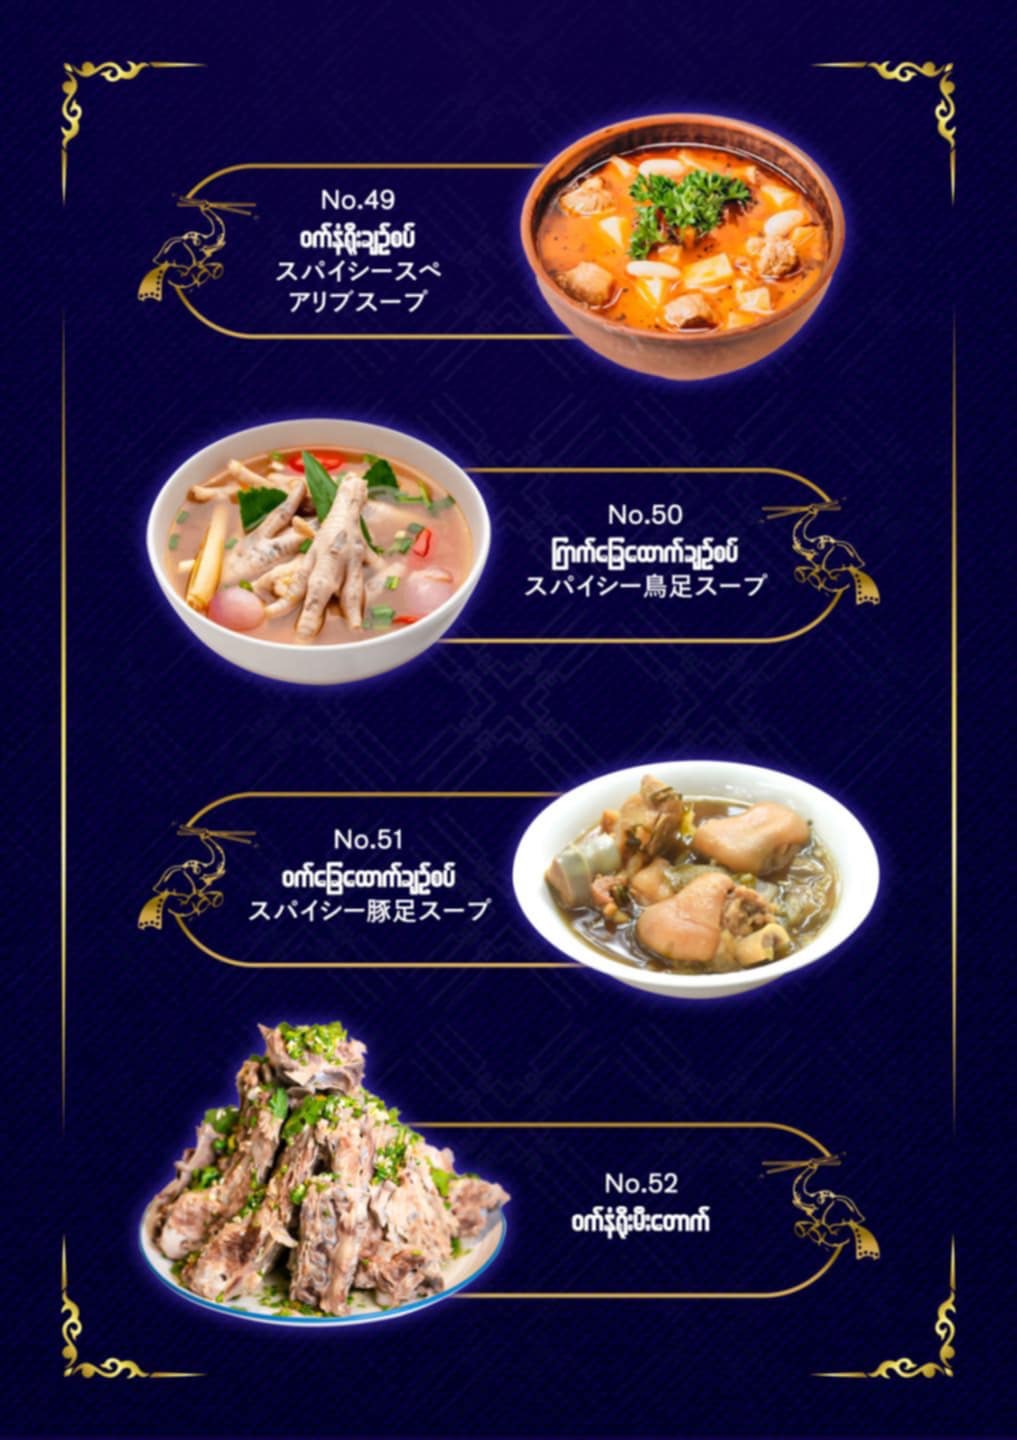 No.49
ဝက်နံရိုးချဉ်စပ်
スパイシースペ
アリブスープ
No.50
ကြက်ခြေထောက်ချဉ်စပ်
スパイシー鳥足スープ
No.51
ဝက်ခြေထောက်ချဉ်စပ်
スパイシー豚足スープ
No.52
ဝက်နံရိုးမီးတောက်